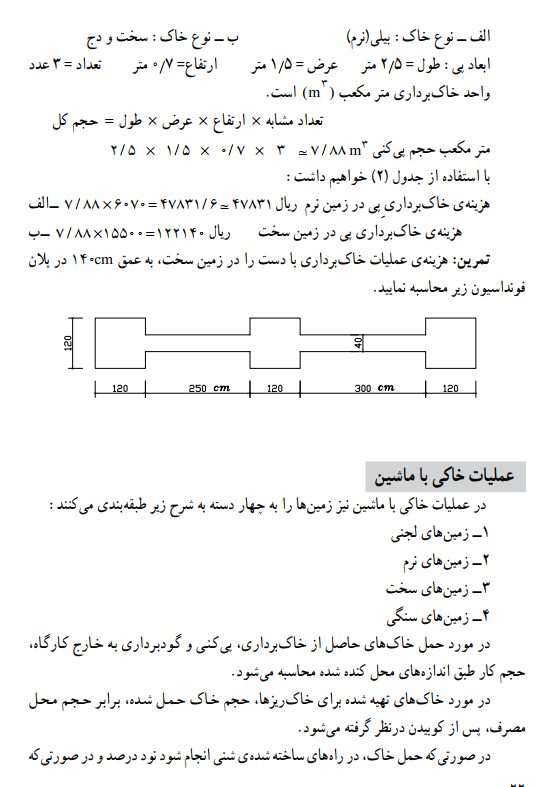 الف ــ نوع خاک : بیلی(نرم) ب ــ نوع خاک : سخت و دج
ابعاد پی : طول = ۲/۵ متر عرض = ۱/۵ متر ارتفاع= ۰/۷ متر تعداد = ۳ عدد
واحد خاک‌برداری متر مکعب (m³) است.
تعداد مشابه × ارتفاع × عرض × طول = حجم کل
متر مکعب حجم پی‌کنی ۲/۵ × ۱/۵ × ۰/۷ × ۳ ≃ ۷/۸۸ m³
با استفاده از جدول (۲) خواهیم داشت :
هزینه‌ی خاک‌برداری پی در زمین نرم ریال ۴۷۸۳۱ ≃ ۴۷۸۳۱/۶ = ۶۰۷۰ × ۷/۸۸ ــ الف
هزینه‌ی خاک‌برداری پی در زمین سخت ریال ۱۲۲۱۴۰ = ۱۵۵۰۰ × ۷/۸۸ ــ ب
تمرین: هزینه‌ی عملیات خاک‌برداری با دست را در زمین سخت، به عمق ۱۴۰cm در پلان
فونداسیون زیر محاسبه نمایید.
120
40
120 250 cm 120 300 cm 120
عملیات خاکی با ماشین
در عملیات خاکی با ماشین نیز زمین‌ها را به چهار دسته به شرح زیر طبقه‌بندی می‌کنند :
۱ــ زمین‌های لجنی
۲ــ زمین‌های نرم
۳ــ زمین‌های سخت
۴ــ زمین‌های سنگی
در مورد حمل خاک‌های حاصل از خاک‌برداری، پی‌کنی و گودبرداری به خارج کارگاه،
حجم کار طبق اندازه‌های محل کنده شده محاسبه می‌شود.
در مورد خاک‌های تهیه شده برای خاک‌ریزها، حجم خاک حمل شده، برابر حجم محل
مصرف، پس از کوبیدن درنظر گرفته می‌شود.
در صورتی‌که حمل خاک، در راه‌های ساخته شده‌ی شنی انجام شود نود درصد و در صورتی‌که